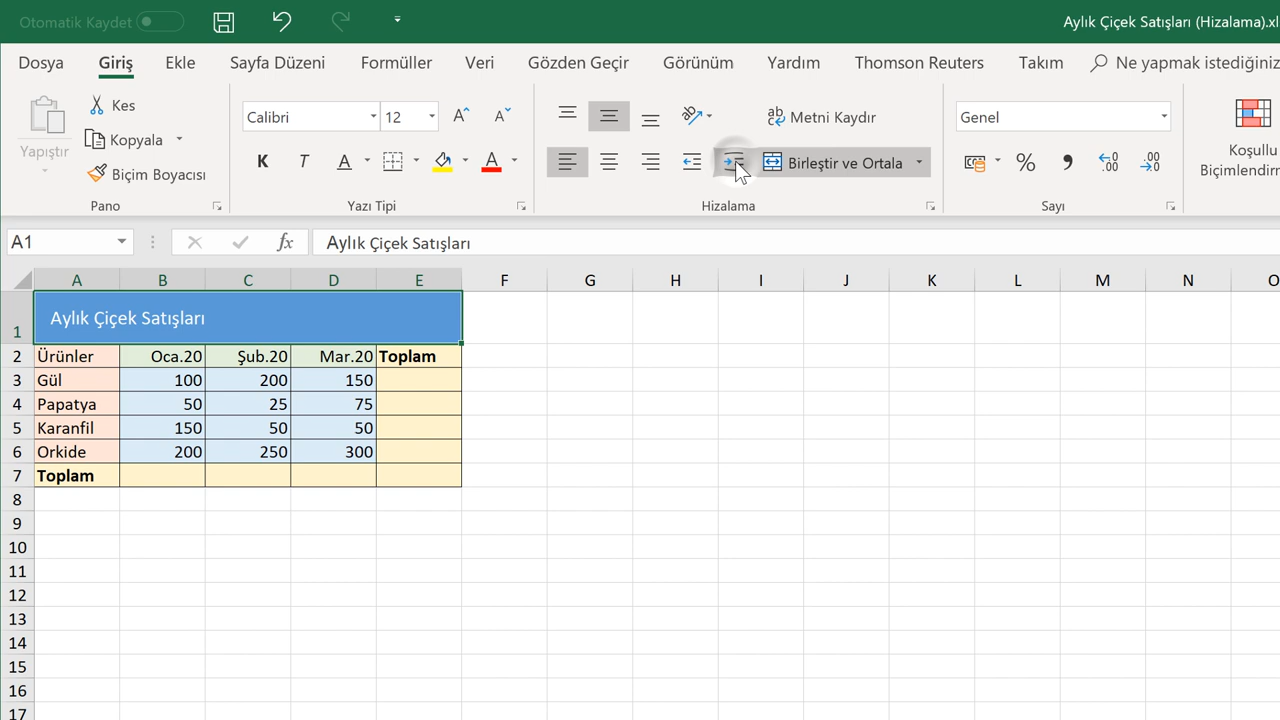 Otomatik Kaydet
Aylık Çiçek Satışları (Hizalama).xl
Dosya Giriş Ekle Sayfa Düzeni Formüller Veri Gözden Geçir Görünüm Yardım Thomson Reuters Takım Ne yapmak istediğiniz
Yapıştır
Kes
Kopyala
Biçim Boyacısı
Pano
Calibri 12
K T A A
Yazı Tipi
ab Metni Kaydır
Birleştir ve Ortala
Hizalama
Genel
% 
Sayı
Koşullu
Biçimlendirm
A1 fx Aylık Çiçek Satışları
A B C D E F G H I J K L M N O
1 Aylık Çiçek Satışları
2 Ürünler Oca.20 Şub.20 Mar.20 Toplam
3 Gül 100 200 150
4 Papatya 50 25 75
5 Karanfil 150 50 50
6 Orkide 200 250 300
7 Toplam
8
9
10
11
12
13
14
15
16
17